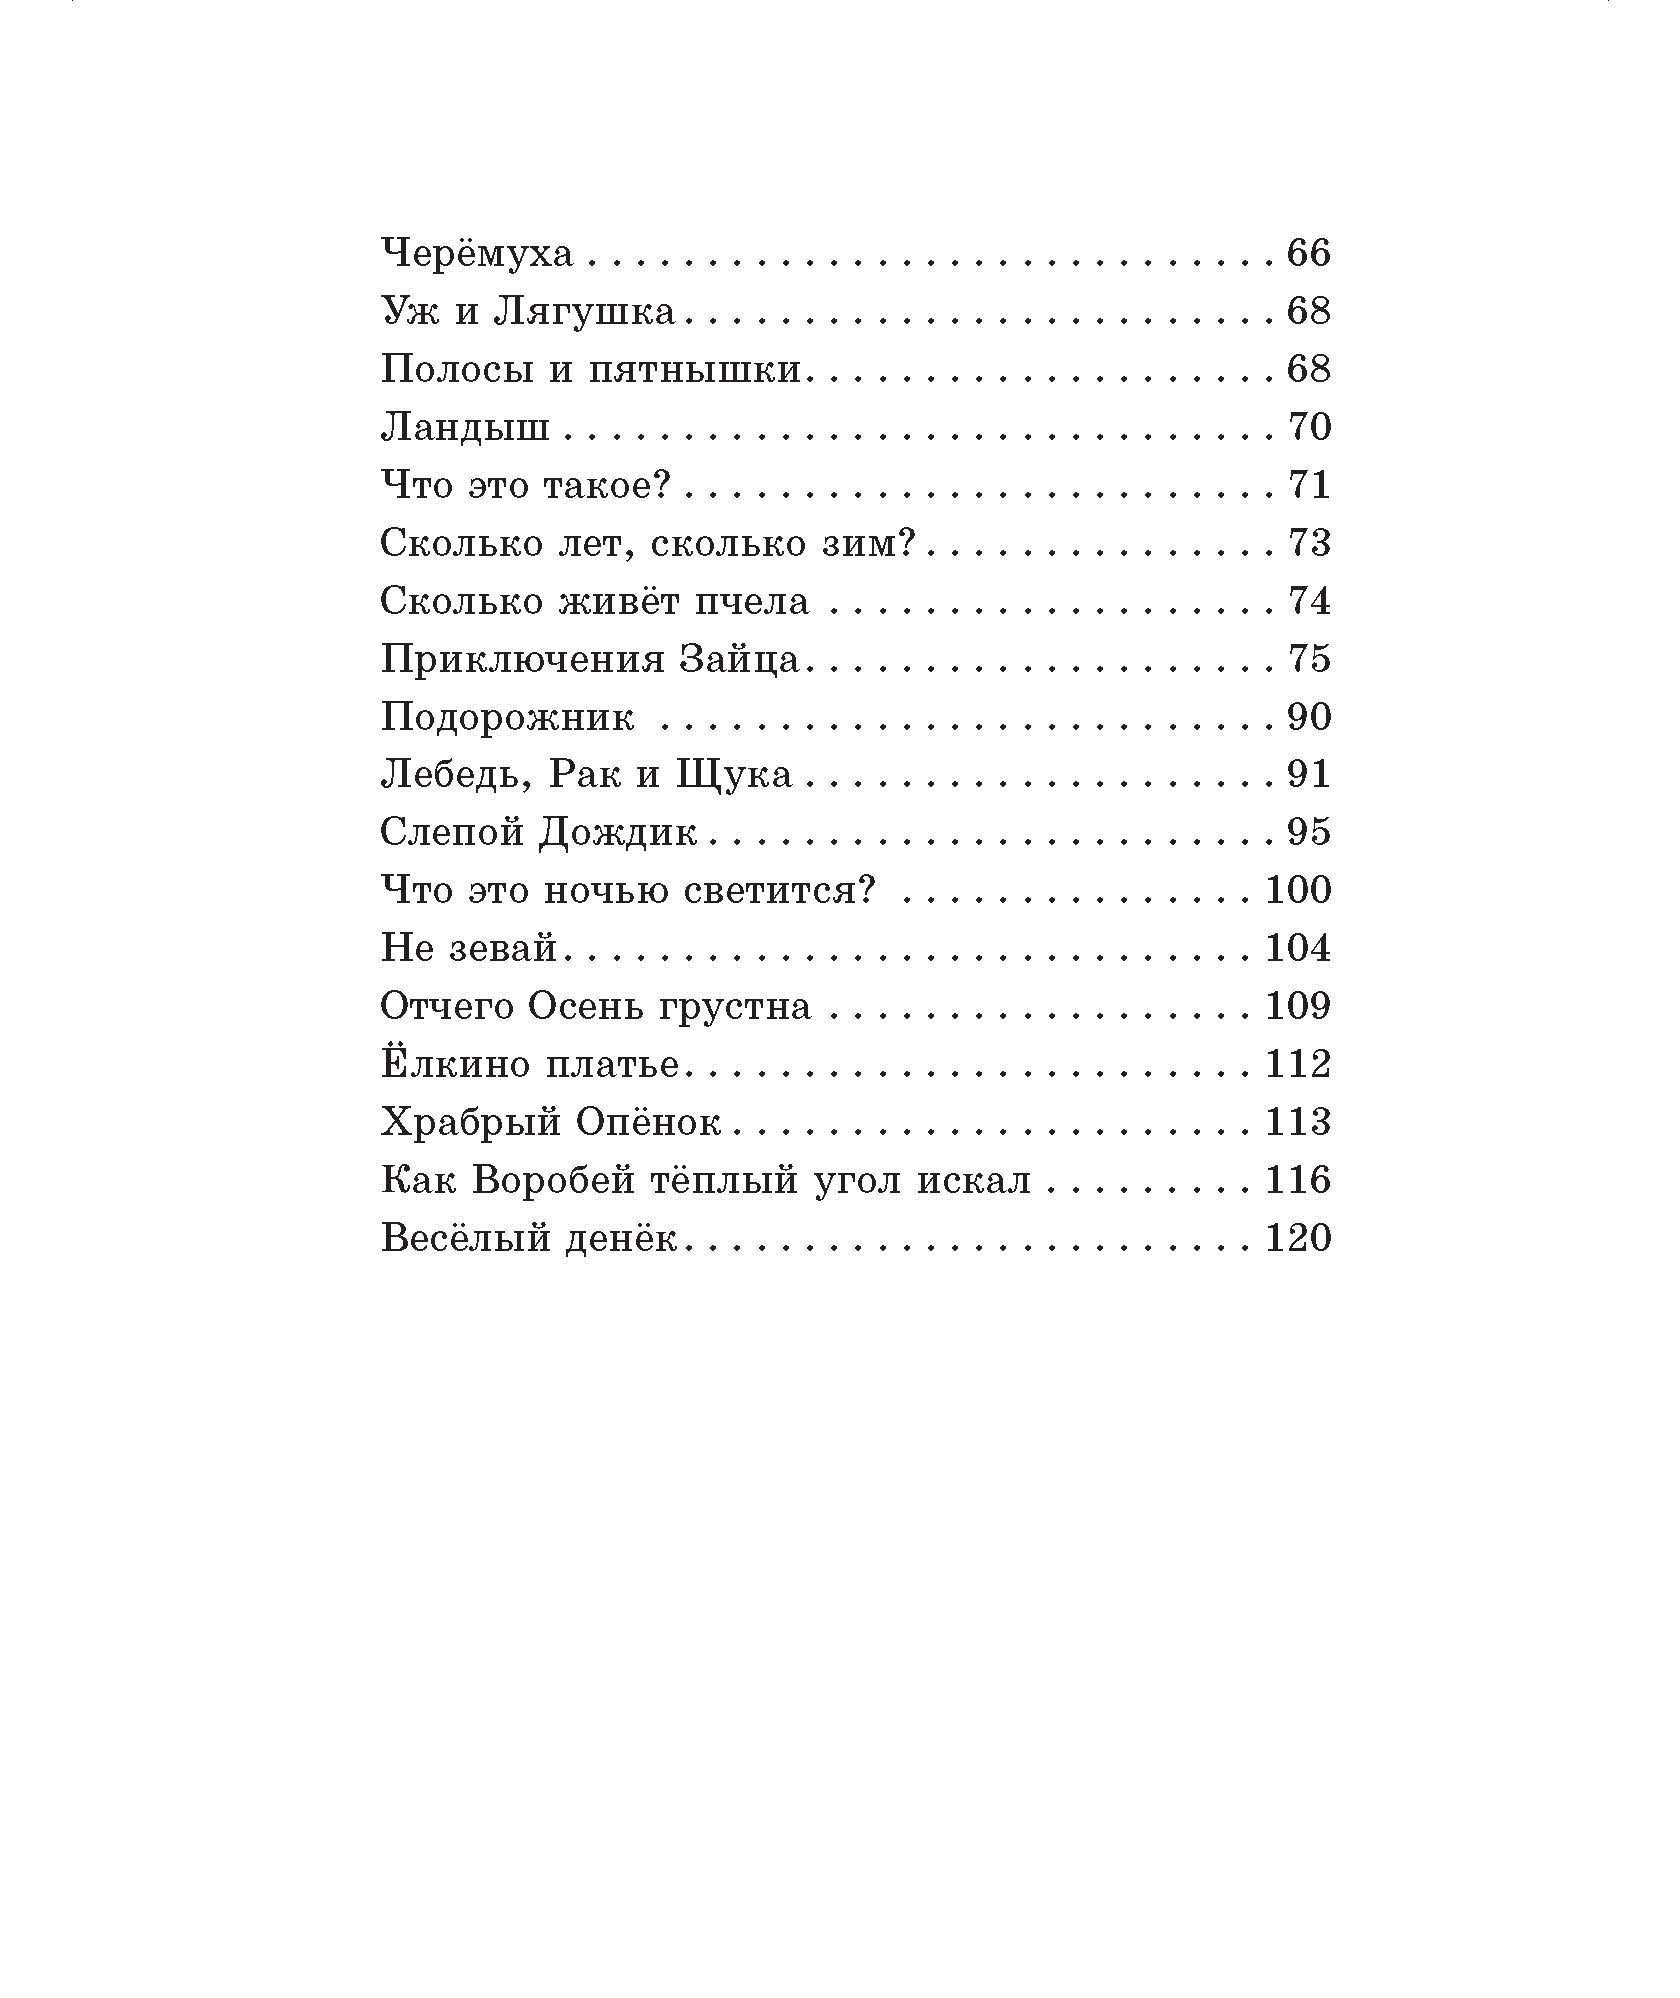 Черёмуха . . . . . . . . . . . . . . . . . . . . . . . . . . . . . 66
Уж и Лягушка . . . . . . . . . . . . . . . . . . . . . . . . . 68
Полосы и пятнышки . . . . . . . . . . . . . . . . . . . . 68
Ландыш . . . . . . . . . . . . . . . . . . . . . . . . . . . . . . 70
Что это такое? . . . . . . . . . . . . . . . . . . . . . . . . . 71
Сколько лет, сколько зим? . . . . . . . . . . . . . . . 73
Сколько живёт пчела . . . . . . . . . . . . . . . . . . . 74
Приключения Зайца . . . . . . . . . . . . . . . . . . . . 75
Подорожник . . . . . . . . . . . . . . . . . . . . . . . . . . 90
Лебедь, Рак и Щука . . . . . . . . . . . . . . . . . . . . 91
Слепой Дождик . . . . . . . . . . . . . . . . . . . . . . . . 95
Что это ночью светится? . . . . . . . . . . . . . . . 100
Не зевай . . . . . . . . . . . . . . . . . . . . . . . . . . . . . 104
Отчего Осень грустна . . . . . . . . . . . . . . . . . . 109
Ёлкино платье . . . . . . . . . . . . . . . . . . . . . . . . 112
Храбрый Опёнок . . . . . . . . . . . . . . . . . . . . . . 113
Как Воробей тёплый угол искал . . . . . . . . . 116
Весёлый денёк . . . . . . . . . . . . . . . . . . . . . . . . 120